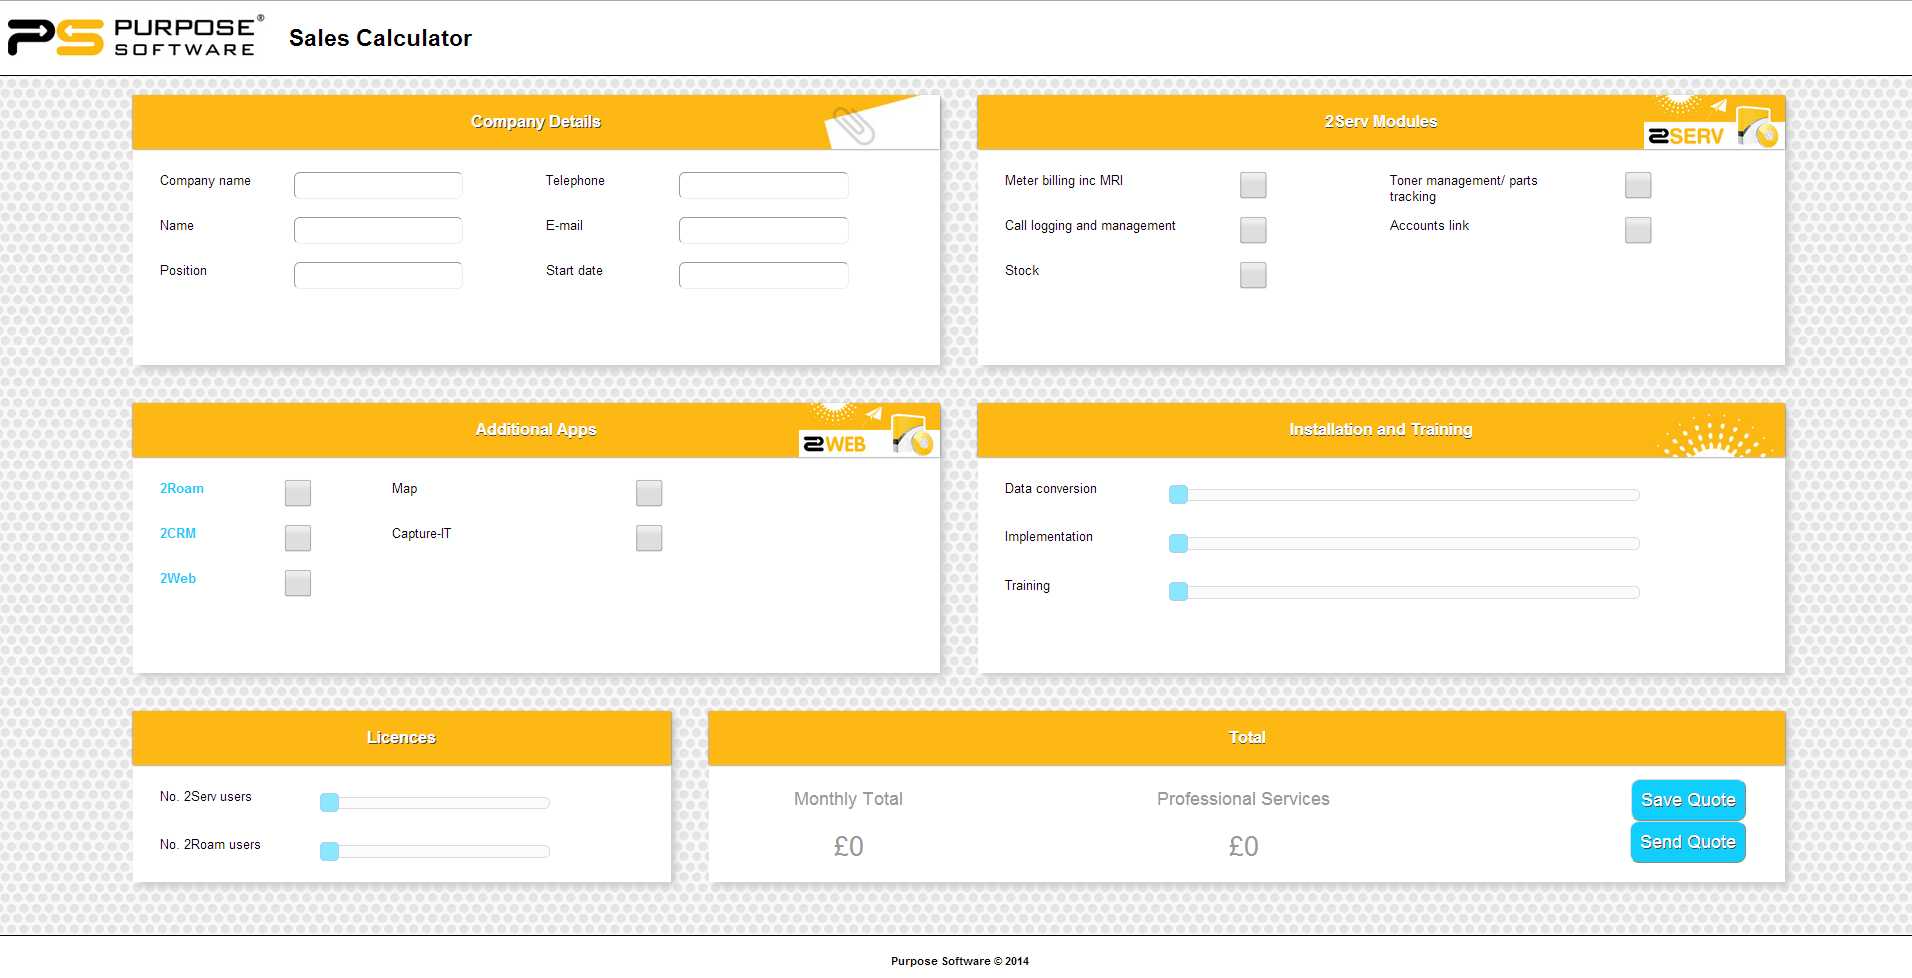 PURPOSE®
SOFTWARE
Sales Calculator
Company Details
Company name
Telephone
Name
E-mail
Position
Start date
2Serv Modules
2SERV
Meter billing inc MRI
Toner management/ parts
tracking
Call logging and management
Accounts link
Stock
Additional Apps
2WEB
2Roam
Map
2CRM
Capture-IT
2Web
Installation and Training
Data conversion
Implementation
Training
Licences
No. 2Serv users
No. 2Roam users
Total
Monthly Total
Professional Services
£0
£0
Save Quote
Send Quote
Purpose Software © 2014